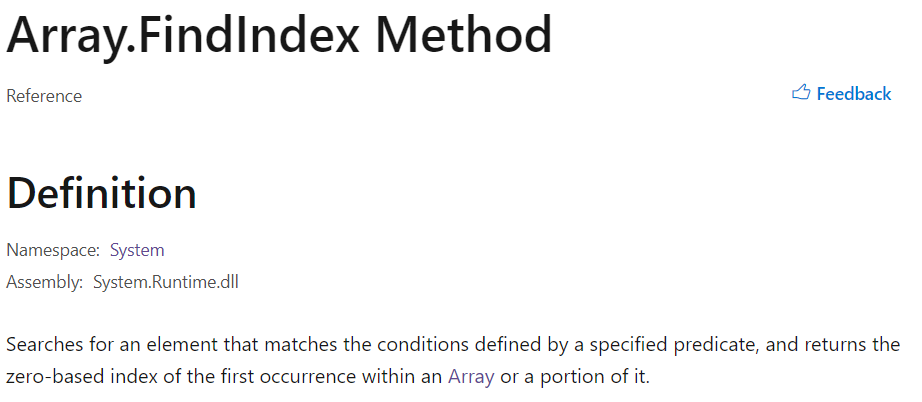 Array.FindIndex Method
Reference
Feedback
Definition
Namespace: System
Assembly: System.Runtime.dll
Searches for an element that matches the conditions defined by a specified predicate, and returns the
zero-based index of the first occurrence within an Array or a portion of it.